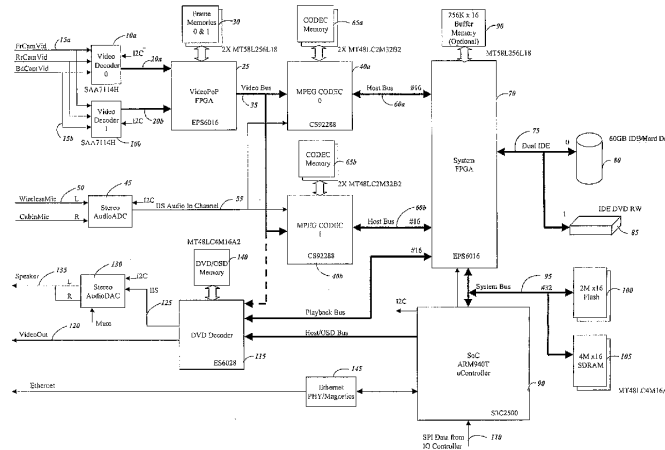 FrCamVid
RrCamVid
BsCamVid
15a
10a
Video
Decoder
0
I2C
20a
SAA7114H
Video
Decoder
1
I2C
20b
15b
SAA7114H
10b
Frame
Memories
0 & 1
30
2X MT58L256L18
25
VideoPoP
FPGA
EPS6016
Video Bus
35
CODEC
Memory
65a
2X MT48LC2M32B2
40a
MPEG CODEC
0
CS92288
Host Bus
#16
60a
256K x 16
Buffer
Memory
(Optional)
96
MT58L256L18
70
System
FPGA
EPS6016
75
Dual IDE
0
60GB IDE Hard D
80
1
IDE DVD RW
85
50
WirelessMic
L
CabinMic
R
45
Stereo
AudioADC
I2C
IIS Audio In Channel
55
CODEC
Memory
65b
2X MT48LC2M32B2
MPEG CODEC
1
CS92288
40b
Host Bus
60b
#16
#16
MT48LC4M16A2
DVD/OSD
Memory
140
Speaker
135
L
R
130
Stereo
AudioDAC
I2C
IIS
125
Mute
120
VideoOut
DVD Decoder
ES6028
115
Playback Bus
Host/OSD Bus
I2C
System Bus
95
#32
2M x16
Flash
100
4M x16
SDRAM
105
MT48LC4M16A
SoC
ARM940T
uController
90
S3C2500
Ethernet
145
Ethernet
PHY/Magnetics
SPI Data from
IO Controller
110